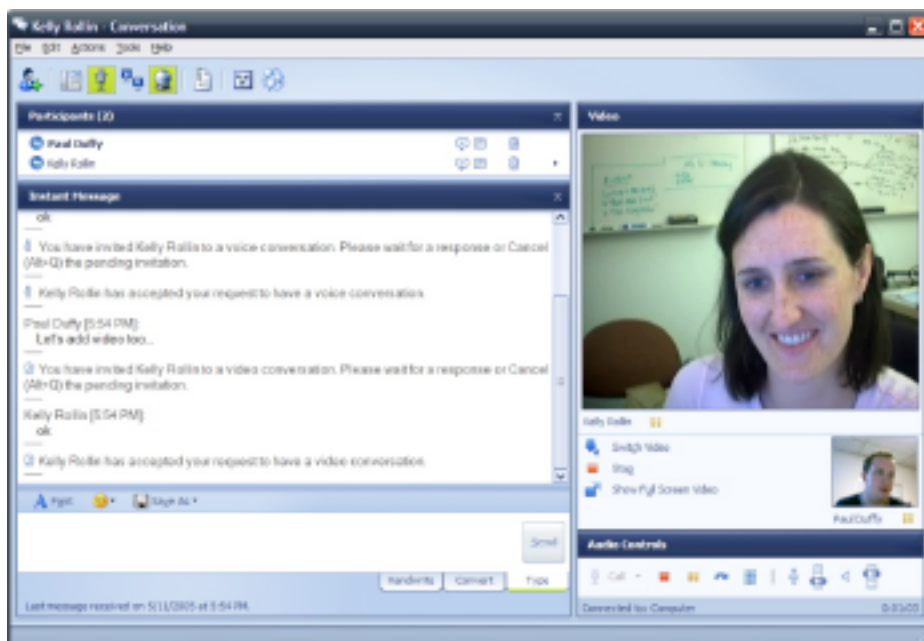 Kelly Rollin - Conversation
File Edit Actions Tools Help
Participants (2)
Paul Duffy
Kelly Rollin
Instant Message
ok
You have invited Kelly Rollin to a voice conversation. Please wait for a response or Cancel
(Alt+Q) the pending invitation.
Kelly Rollin has accepted your request to have a voice conversation.
Paul Duffy [5:54 PM]:
Let's add video too...
You have invited Kelly Rollin to a video conversation. Please wait for a response or Cancel
(Alt+Q) the pending invitation.
Kelly Rollin [5:54 PM]:
ok
Kelly Rollin has accepted your request to have a video conversation.
Font
Save As
Send
Handwrite Convert Type
Last message received on 5/11/2005 at 5:54 PM.
Video
Kelly Rollin
Switch Video
Stop
Show Full Screen Video
Paul Duffy
Audio Controls
Call
Connected to: Computer